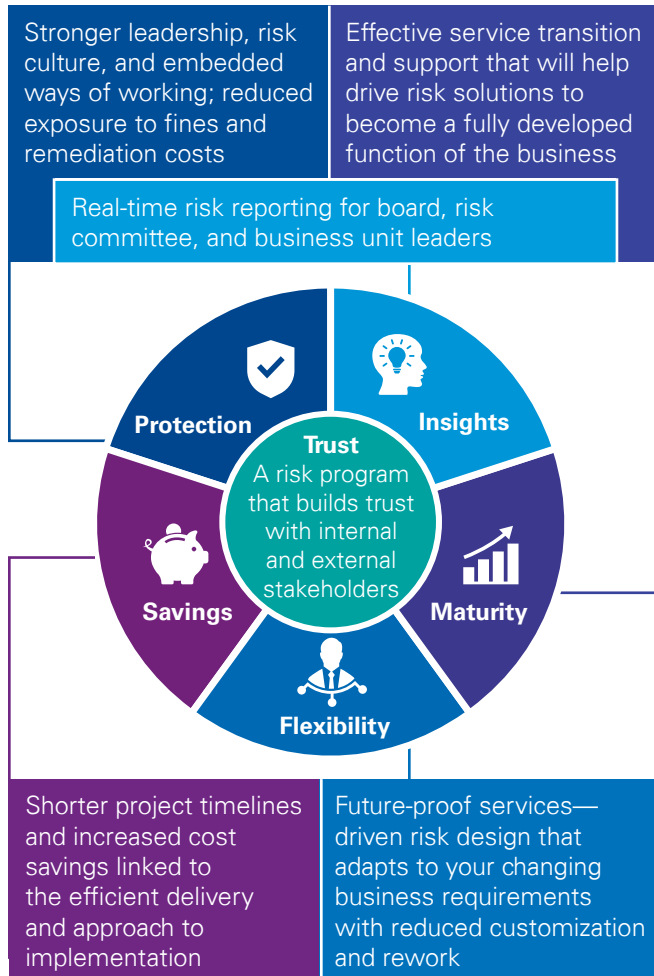 Stronger leadership, risk
culture, and embedded
ways of working; reduced
exposure to fines and
remediation costs
Effective service transition
and support that will help
drive risk solutions to
become a fully developed
function of the business
Real-time risk reporting for board, risk
committee, and business unit leaders
Protection
Insights
Trust
A risk program
that builds trust
with internal
and external
stakeholders
Savings
Maturity
Flexibility
Shorter project timelines
and increased cost
savings linked to
the efficient delivery
and approach to
implementation
Future-proof services—
driven risk design that
adapts to your changing
business requirements
with reduced customization
and rework